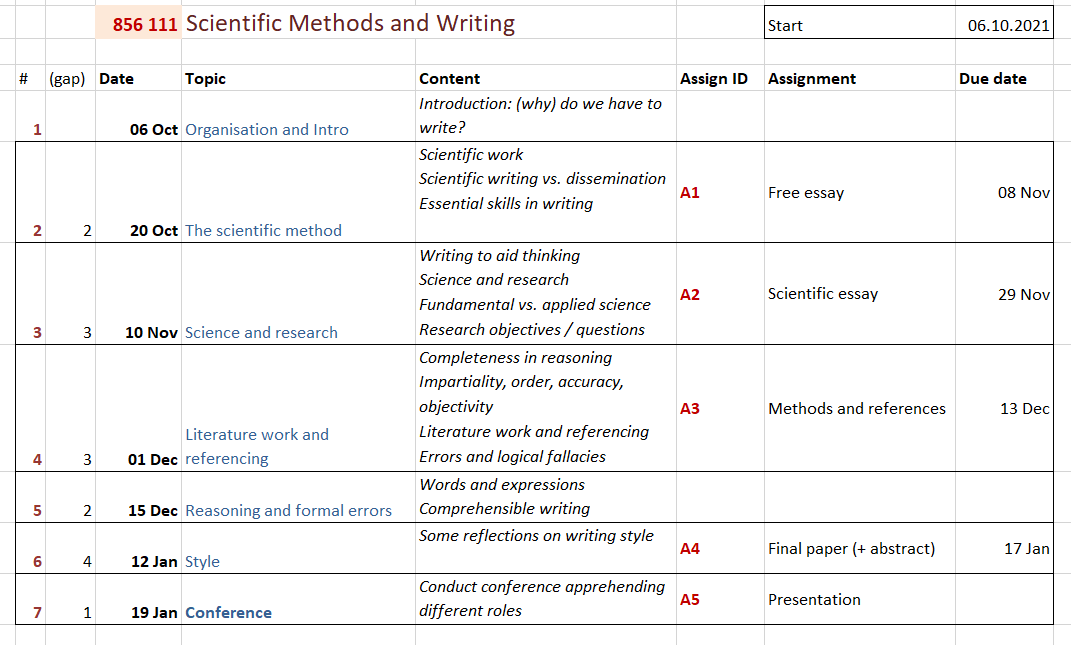 856 111 Scientific Methods and Writing Start 06.10.2021
# (gap) Date Topic Content Assign ID Assignment Due date
Introduction: (why) do we have to
1 06 Oct Organisation and Intro write?
Scientific work
Scientific writing vs. dissemination
A1 Free essay 08 Nov
Essential skills in writing
2 2 20 Oct The scientific method
Writing to aid thinking
Science and research
A2 Scientific essay 29 Nov
Fundamental vs. applied science
3 3 10 Nov Science and research Research objectives / questions
Completeness in reasoning
Impartiality, order, accuracy,
objectivity
A3 Methods and references 13 Dec
Literature work and Literature work and referencing
4 3 01 Dec referencing Errors and logical fallacies
Words and expressions
5 2 15 Dec Reasoning and formal errors Comprehensible writing
Some reflections on writing style
A4 Final paper (+ abstract) 17 Jan
6 4 12 Jan Style
Conduct conference apprehending
A5 Presentation
7 1 19 Jan Conference different roles